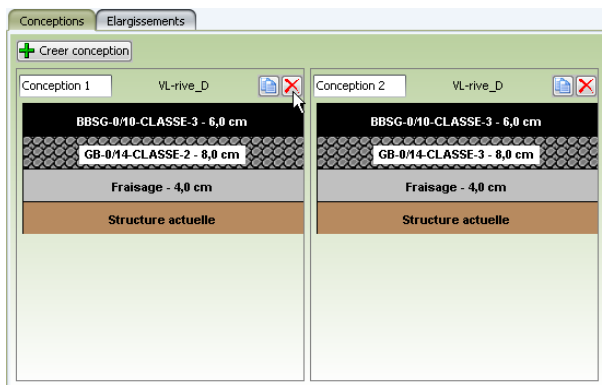 Conceptions Elargissements
Creer conception
Conception 1 VL-rive_D
BBSG-0/10-CLASSE-3 - 6,0 cm
GB-0/14-CLASSE-2 - 8,0 cm
Fraisage - 4,0 cm
Structure actuelle
Conception 2 VL-rive_D
BBSG-0/10-CLASSE-3 - 6,0 cm
GB-0/14-CLASSE-3 - 8,0 cm
Fraisage - 4,0 cm
Structure actuelle